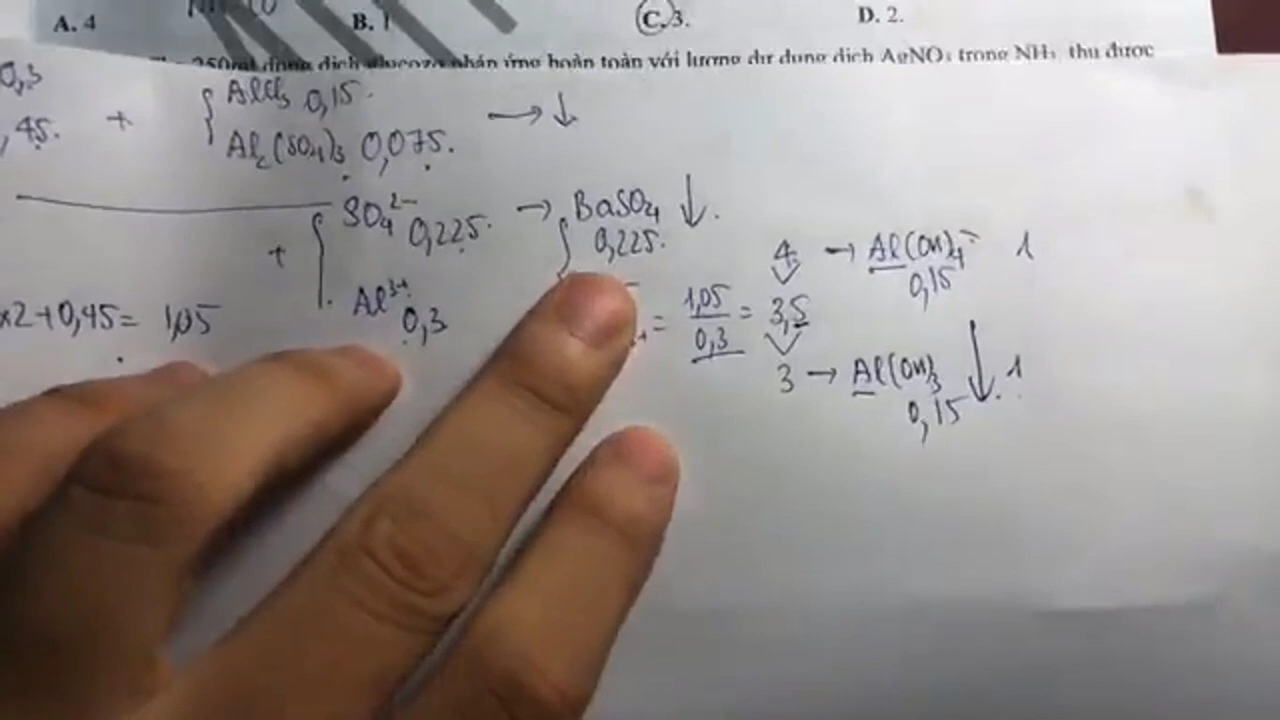 A. 4 B. 1 C. 3. D. 2.
250ml dung dịch glucozơ phản ứng hoàn toàn với lượng dư dung dịch AgNO₃ trong NH₃ thu được
0,3
,45. + { AlCl₃ 0,15. → ↓
Al₂(SO₄)₃ 0,075.
+ { SO₄²⁻ 0,225. → { BaSO₄ ↓.
0,225.
4 → Al(OH)₄⁻ 1
0,15
x2+0,45 = 1,05
Al³⁺ 0,3
= 1,05/0,3 = 3,5
3 → Al(OH)₃ ↓ 1
0,15